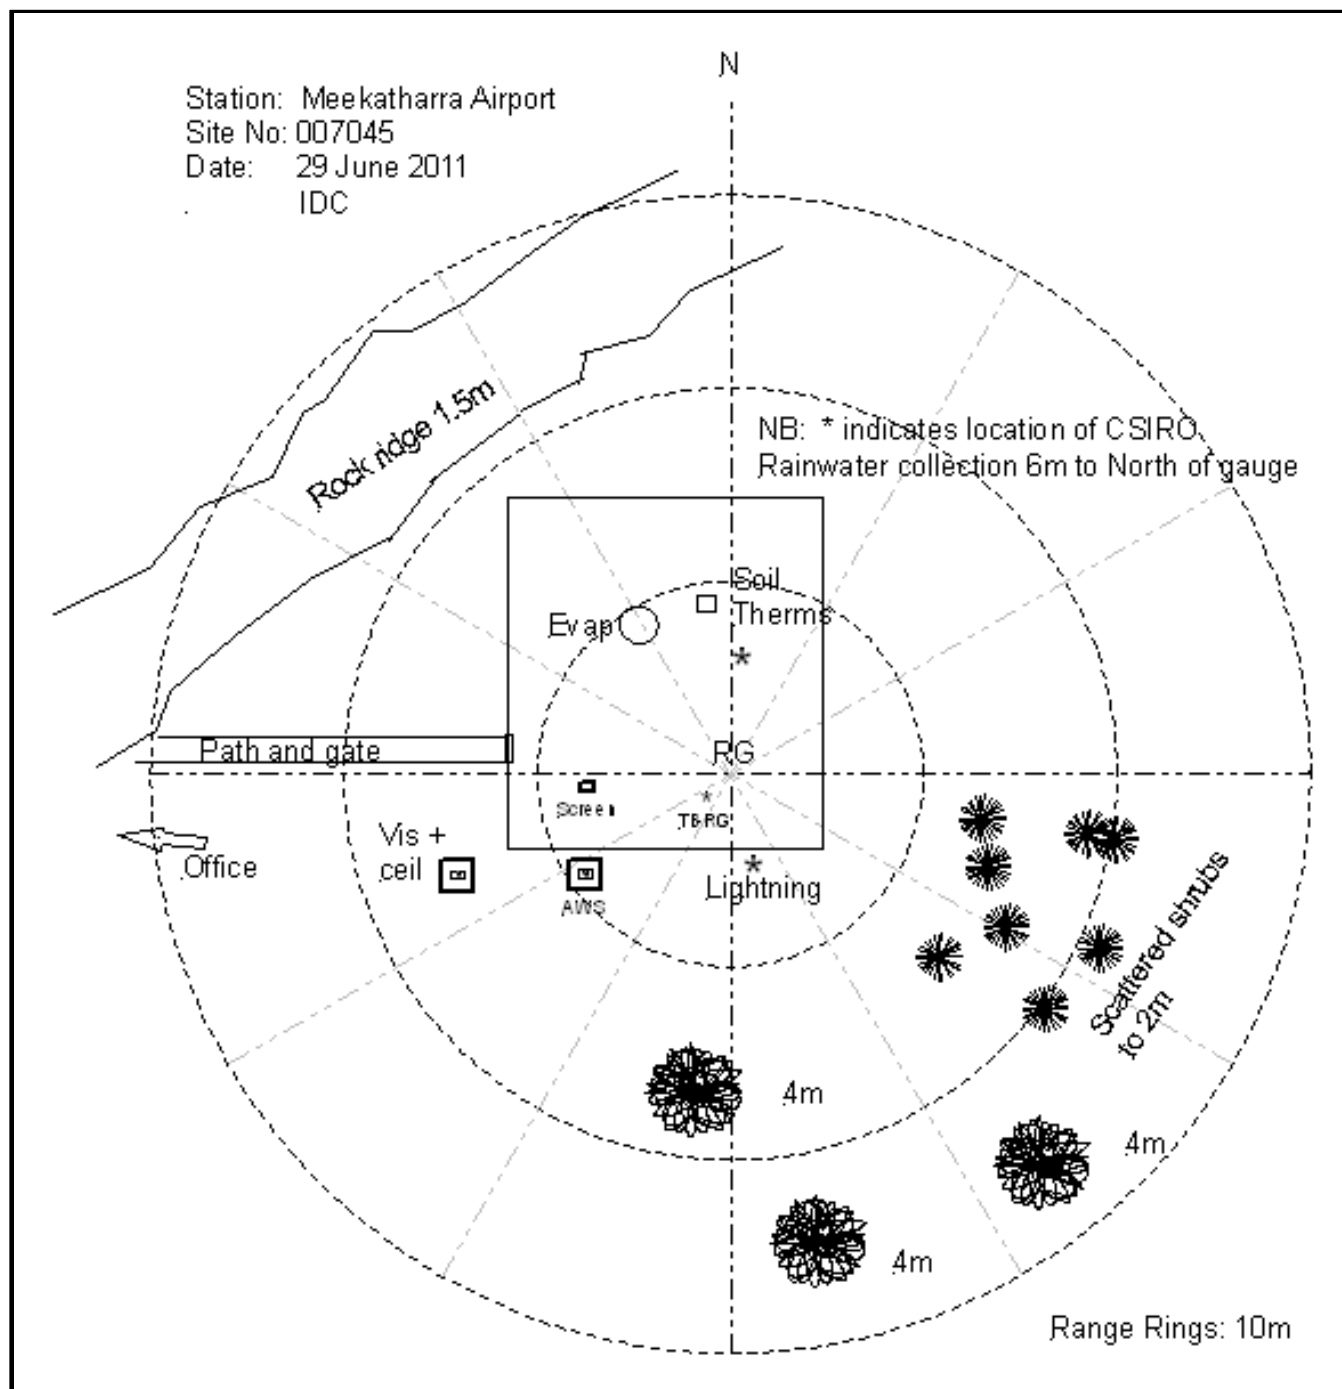 N
Station: Meekatharra Airport
Site No: 007045
Date: 29 June 2011
. IDC
Rock ridge 1.5m
NB: * indicates location of CSIRO
Rainwater collection 6m to North of gauge
Soil
Therms
Evap
*
RG
Path and gate
Screen
*
TB-RG
Vis +
ceil
Office
*
Lightning
AWS
Scattered shrubs
to 2m
4m
4m
4m
Range Rings: 10m